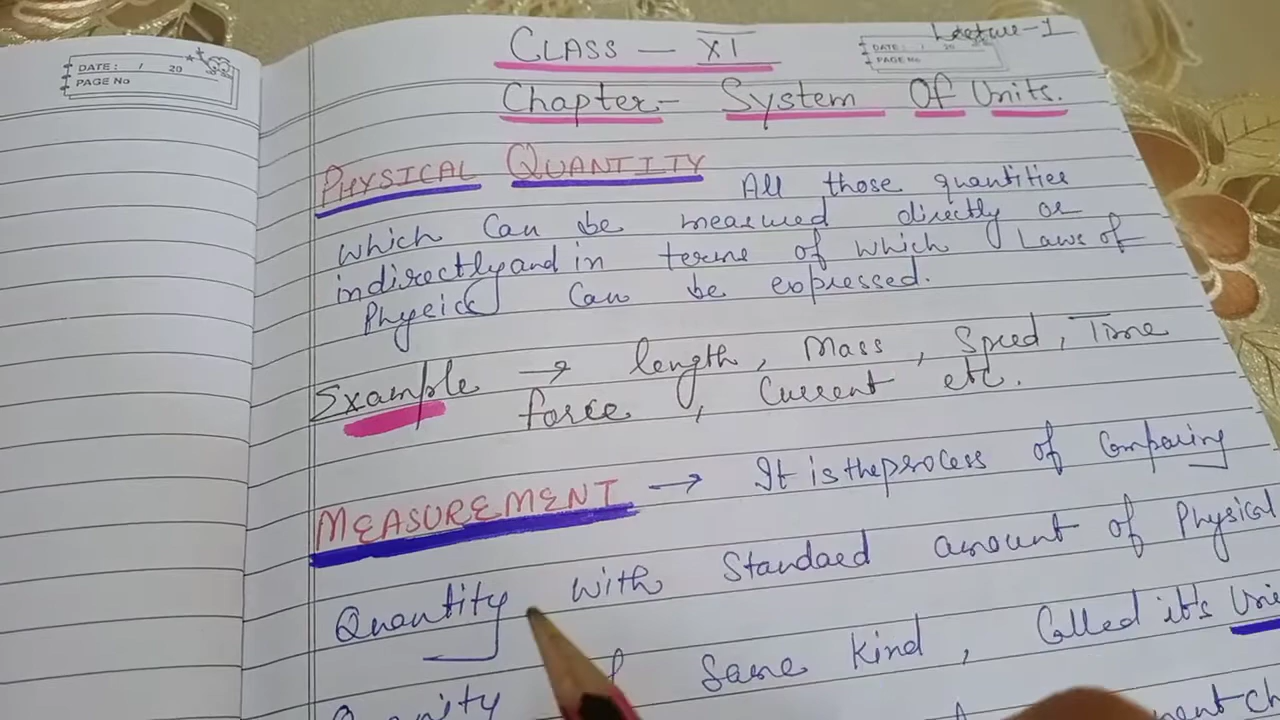 DATE: / 20
PAGE No
Lecture-1
CLASS - XI
DATE: / 20
PAGE No
Chapter- System Of Units.
PHYSICAL QUANTITY All those quantities
which can be measured directly or
indirectly and in terms of which Laws of
Physics can be expressed.
Example → length, Mass, Speed, Time
force, Current etc.
MEASUREMENT → It is the process of Comparing
Quantity with Standard amount of Physical
of Same kind, Called it's